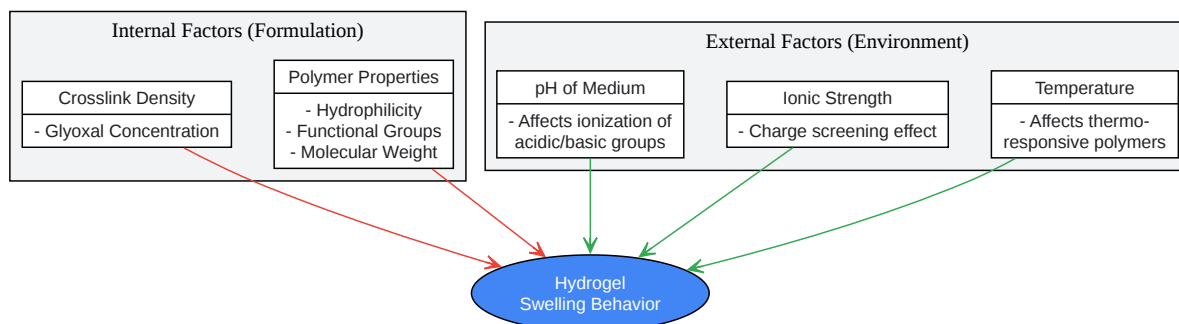 Internal Factors (Formulation)
Crosslink Density
- Glyoxal Concentration
Polymer Properties
- Hydrophilicity
- Functional Groups
- Molecular Weight
External Factors (Environment)
pH of Medium
- Affects ionization of
acidic/basic groups
Ionic Strength
- Charge screening effect
Temperature
- Affects thermo-
responsive polymers
Hydrogel
Swelling Behavior